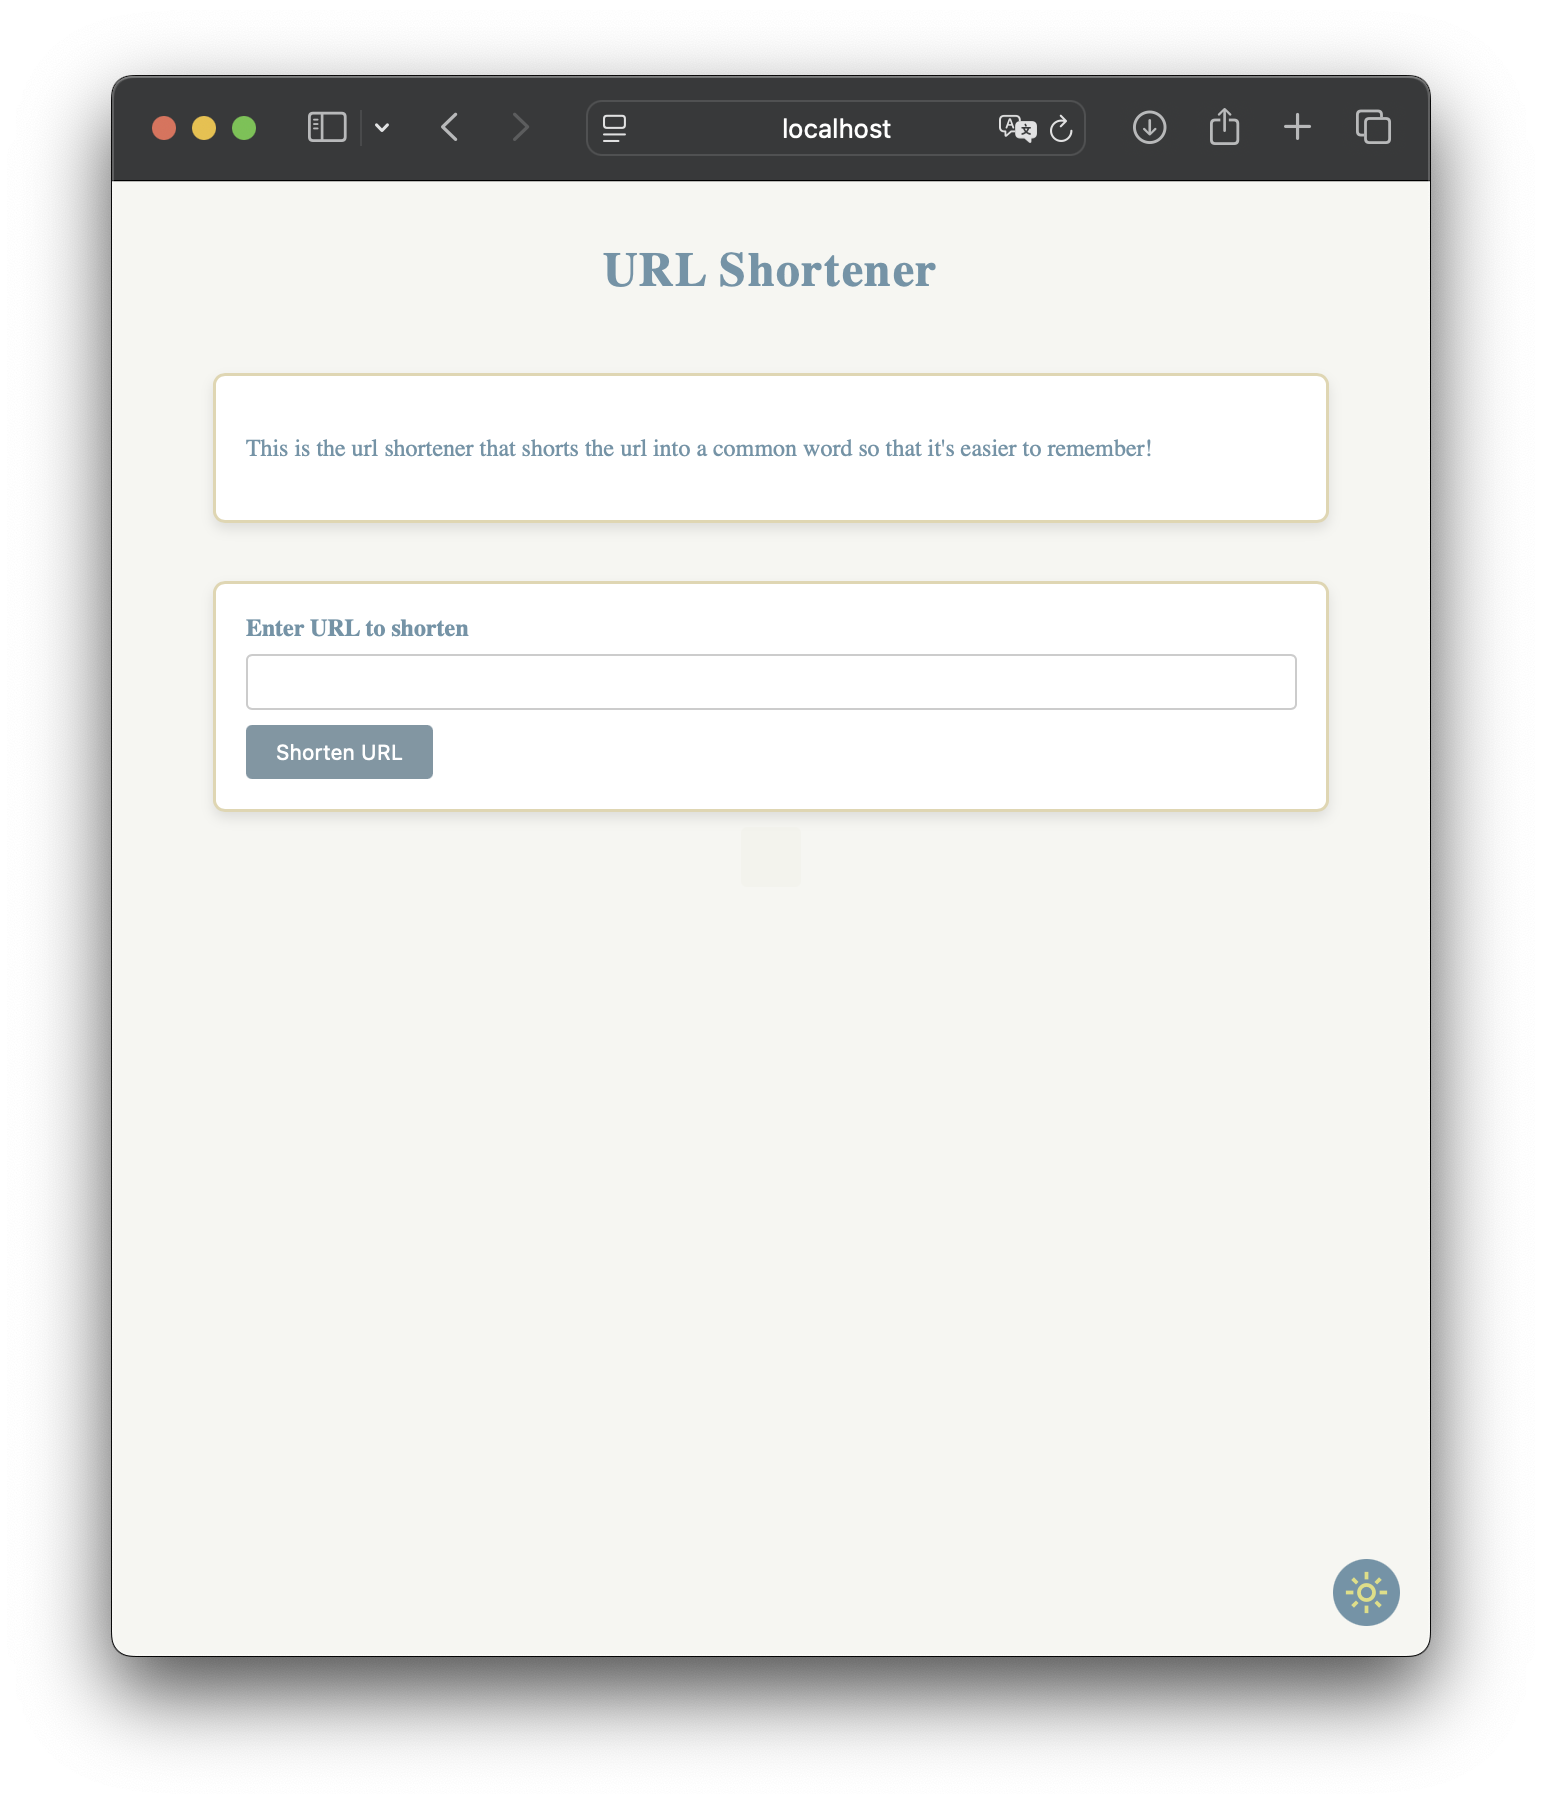 localhost
URL Shortener
This is the url shortener that shorts the url into a common word so that it's easier to remember!
Enter URL to shorten
Shorten URL